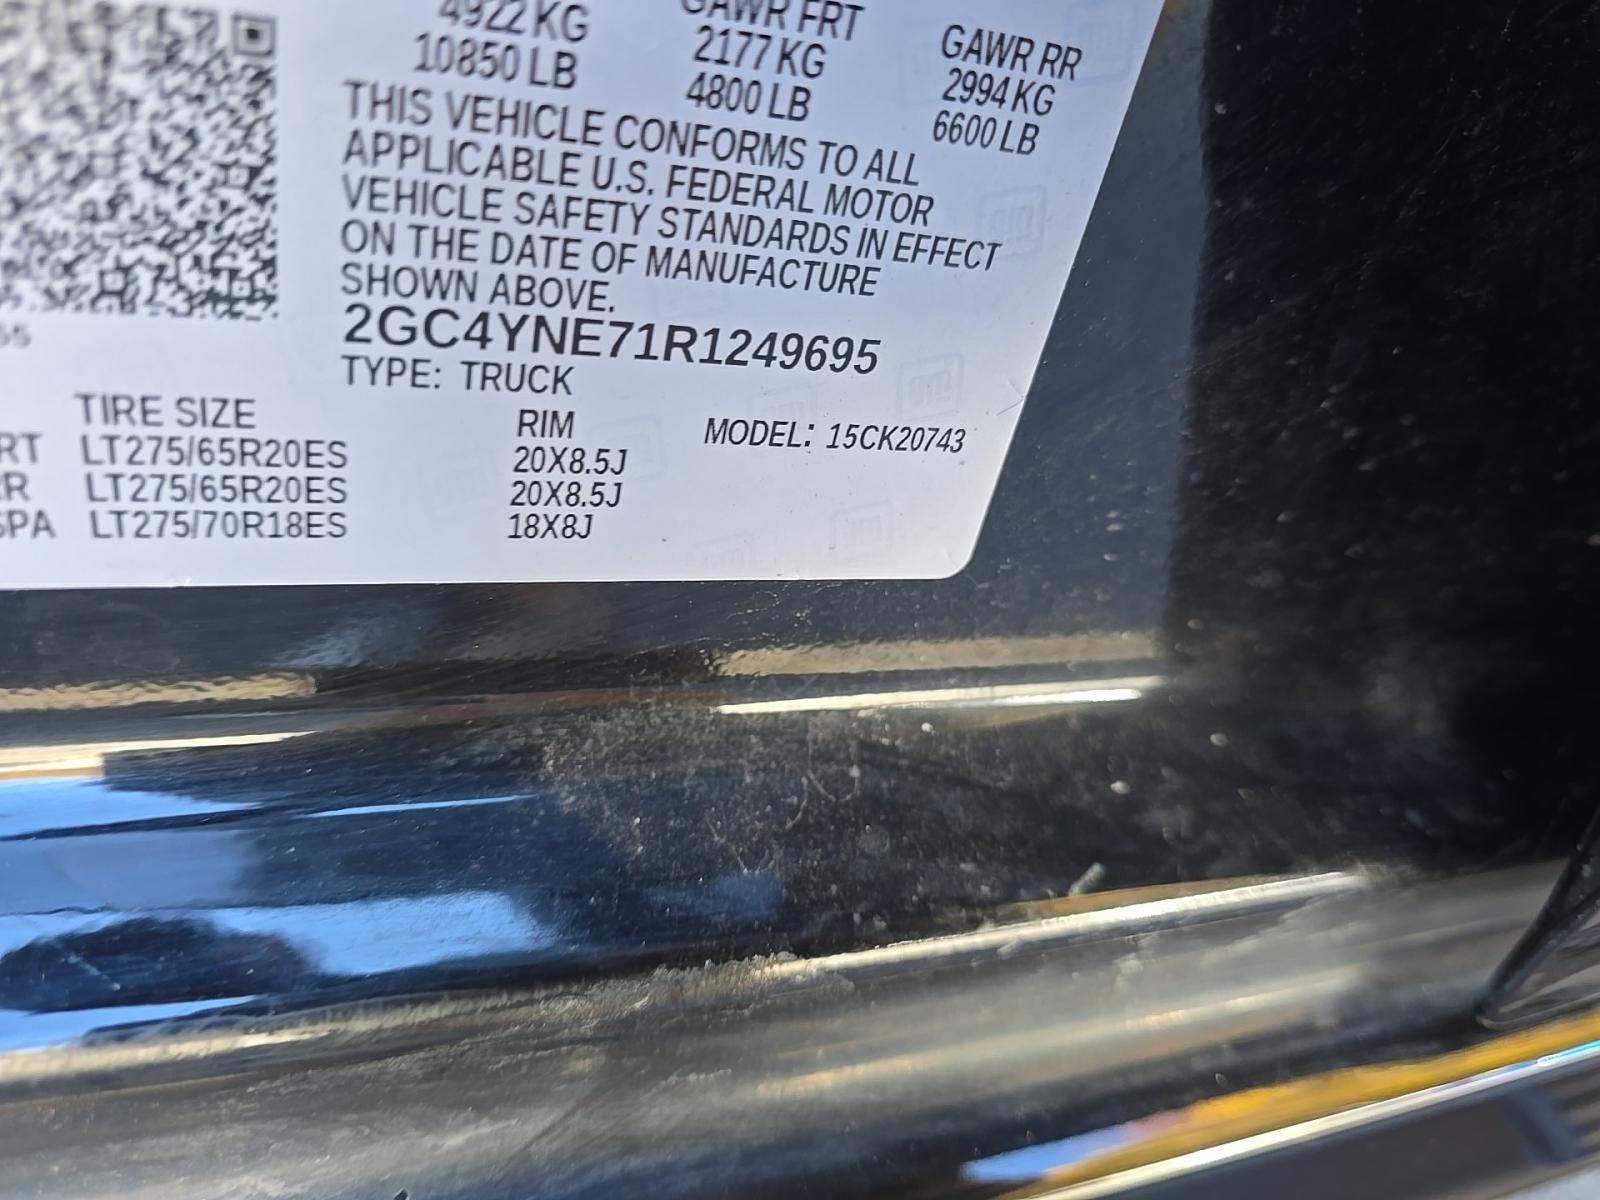 4922 KG
10850 LB
GAWR FRT
2177 KG
4800 LB
GAWR RR
2994 KG
6600 LB
THIS VEHICLE CONFORMS TO ALL
APPLICABLE U.S. FEDERAL MOTOR
VEHICLE SAFETY STANDARDS IN EFFECT
ON THE DATE OF MANUFACTURE
SHOWN ABOVE.
2GC4YNE71R1249695
TYPE: TRUCK
TIRE SIZE RIM MODEL: 15CK20743
RT LT275/65R20ES 20X8.5J
RR LT275/65R20ES 20X8.5J
SPA LT275/70R18ES 18X8J